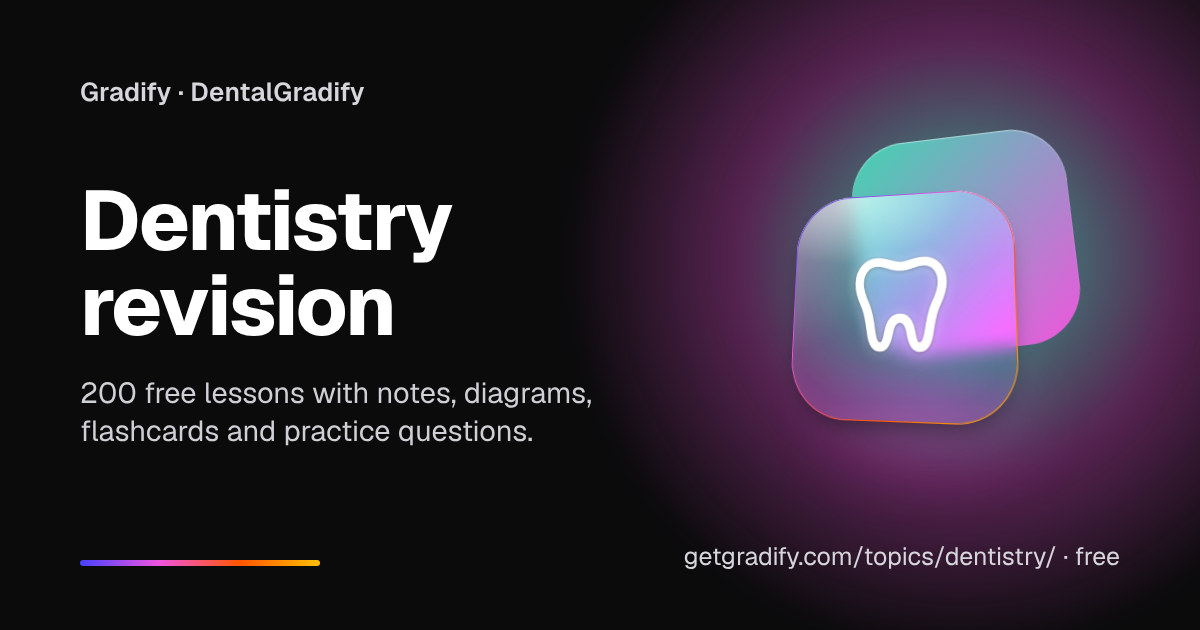 Gradify · DentalGradify
Dentistry
revision
200 free lessons with notes, diagrams,
flashcards and practice questions.
getgradify.com/topics/dentistry/ · free